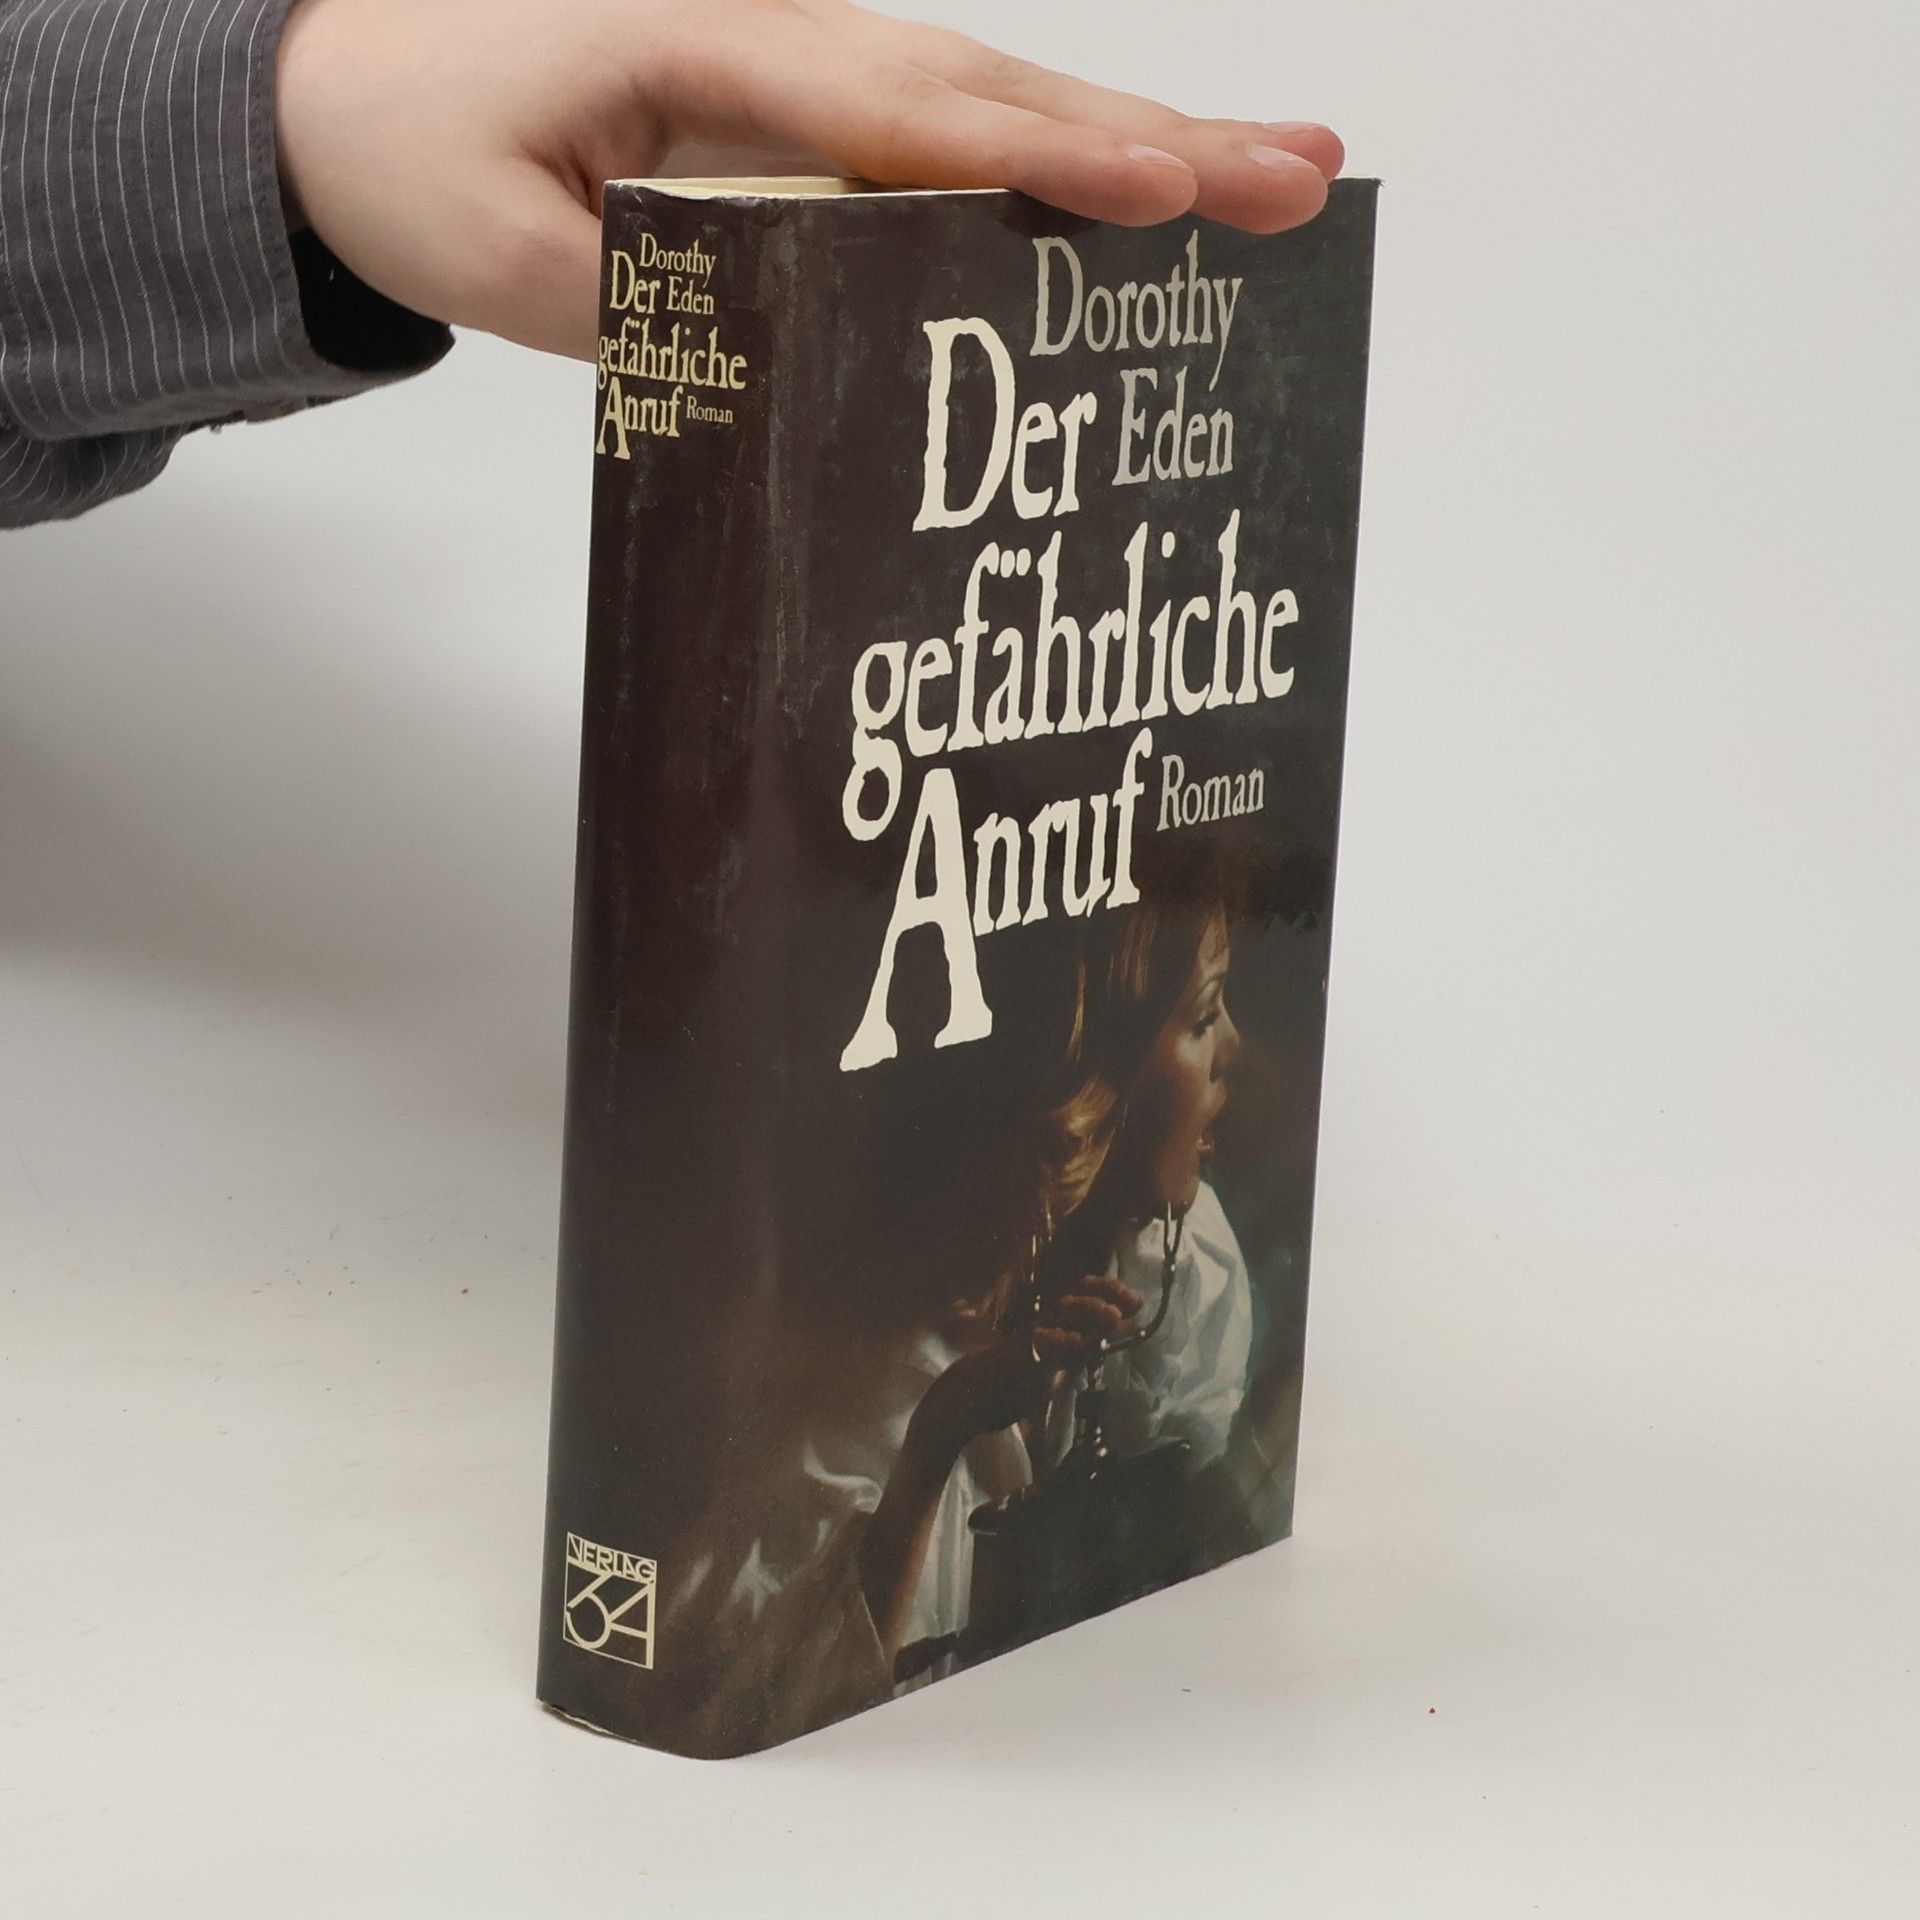 Dorothy
Der Eden
gefährliche
Anruf Roman
VERLAG
34
Dorothy
Der Eden
gefährliche
Anruf Roman